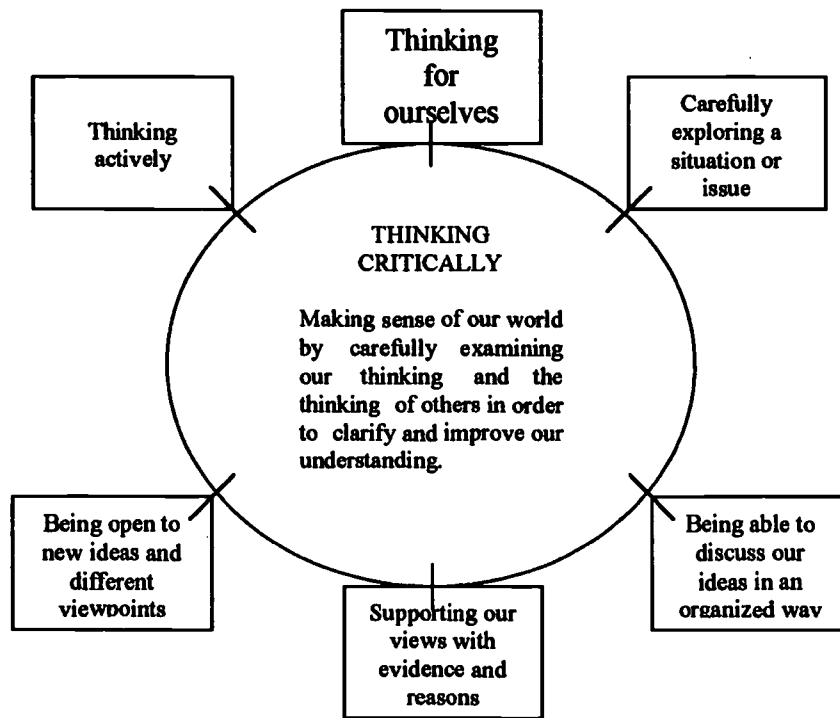 Thinking
for
ourselves
Thinking
actively
Carefully
exploring a
situation or
issue
THINKING
CRITICALLY
Making sense of our world
by carefully examining
our thinking and the
thinking of others in order
to clarify and improve our
understanding.
Being open to
new ideas and
different
viewpoints
Supporting our
views with
evidence and
reasons
Being able to
discuss our
ideas in an
organized way